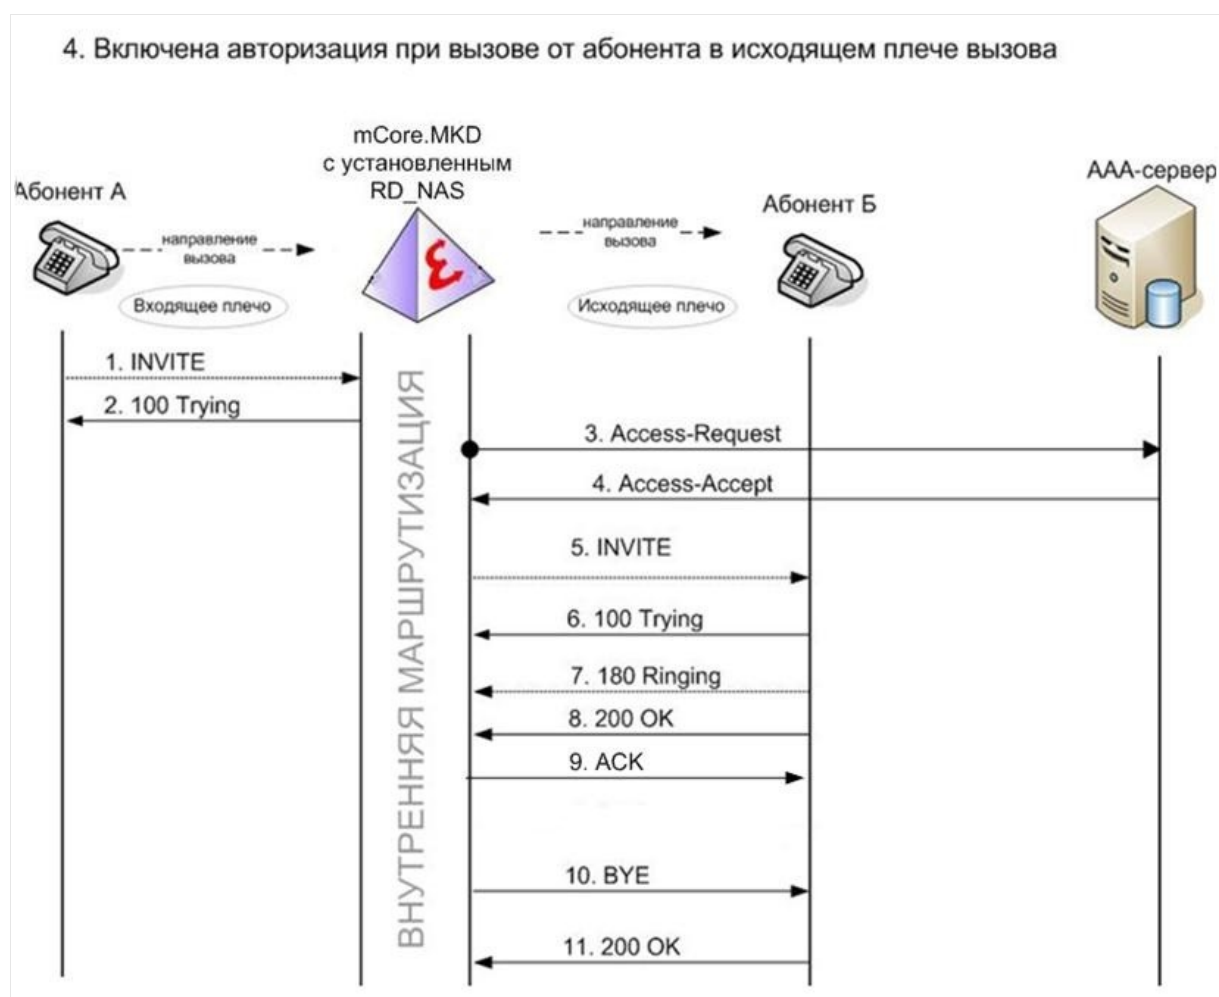 4. Включена авторизация при вызове от абонента в исходящем плече вызова
mCore.MKD
с установленным
RD_NAS
Абонент А
Абонент Б
ААА-сервер
направление
вызова
направление
вызова
Входящее плечо
Исходящее плечо
ВНУТРЕННЯЯ МАРШРУТИЗАЦИЯ
1. INVITE
2. 100 Trying
3. Access-Request
4. Access-Accept
5. INVITE
6. 100 Trying
7. 180 Ringing
8. 200 OK
9. ACK
10. BYE
11. 200 OK